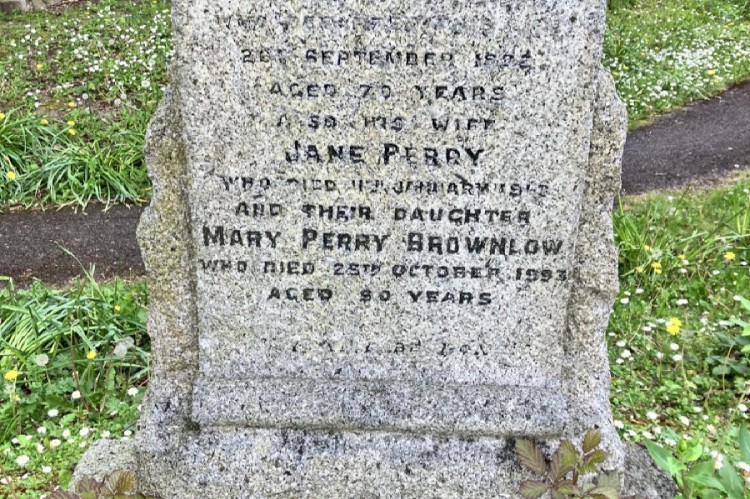 SEPTEMBER
AGED 70 YEARS
ALSO HIS WIFE
JANE PERRY
WHO DIED JANUARY
AND THEIR DAUGHTER
MARY PERRY BROWNLOW
WHO DIED 25TH OCTOBER 1993
AGED 90 YEARS